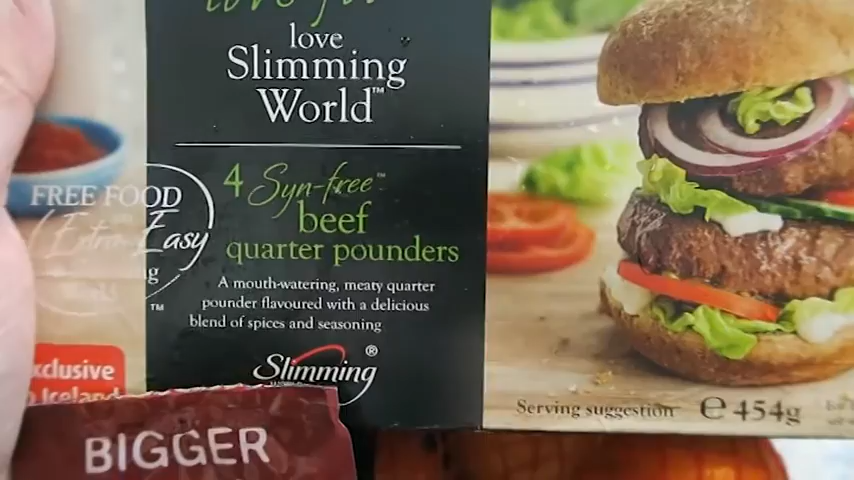 love
Slimming
World™
FREE FOOD
Extra Easy
4 Syn-free™
beef
quarter pounders
A mouth-watering, meaty quarter
pounder flavoured with a delicious
blend of spices and seasoning
™
Slimming®
WORLD
xclusive
o Iceland
BIGGER
Serving suggestion
℮ 454g